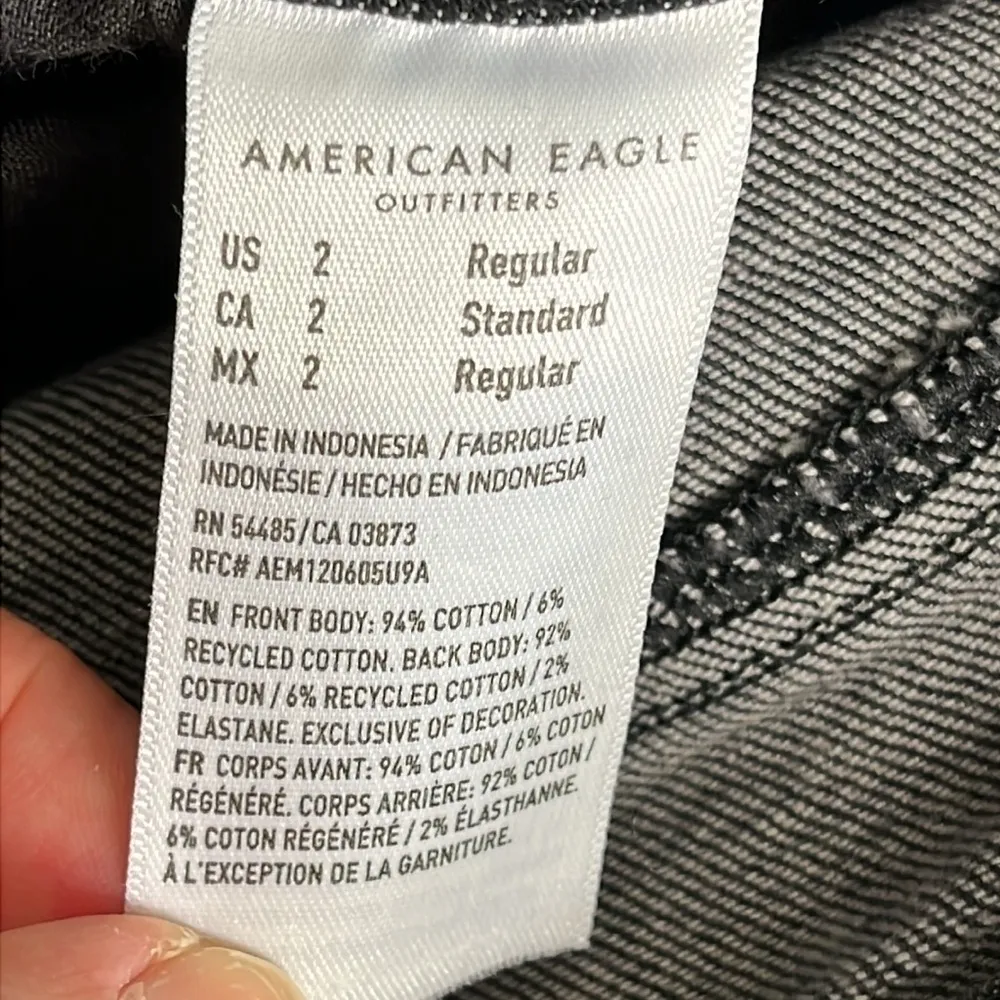 AMERICAN EAGLE
OUTFITTERS
US 2 Regular
CA 2 Standard
MX 2 Regular
MADE IN INDONESIA / FABRIQUÉ EN
INDONÉSIE / HECHO EN INDONESIA
RN 54485 / CA 03873
RFC# AEM120605U9A
EN FRONT BODY: 94% COTTON / 6%
RECYCLED COTTON. BACK BODY: 92%
COTTON / 6% RECYCLED COTTON / 2%
ELASTANE. EXCLUSIVE OF DECORATION.
FR CORPS AVANT: 94% COTON / 6% COTON
RÉGÉNÉRÉ. CORPS ARRIÈRE: 92% COTON /
6% COTON RÉGÉNÉRÉ / 2% ÉLASTHANNE.
À L'EXCEPTION DE LA GARNITURE.